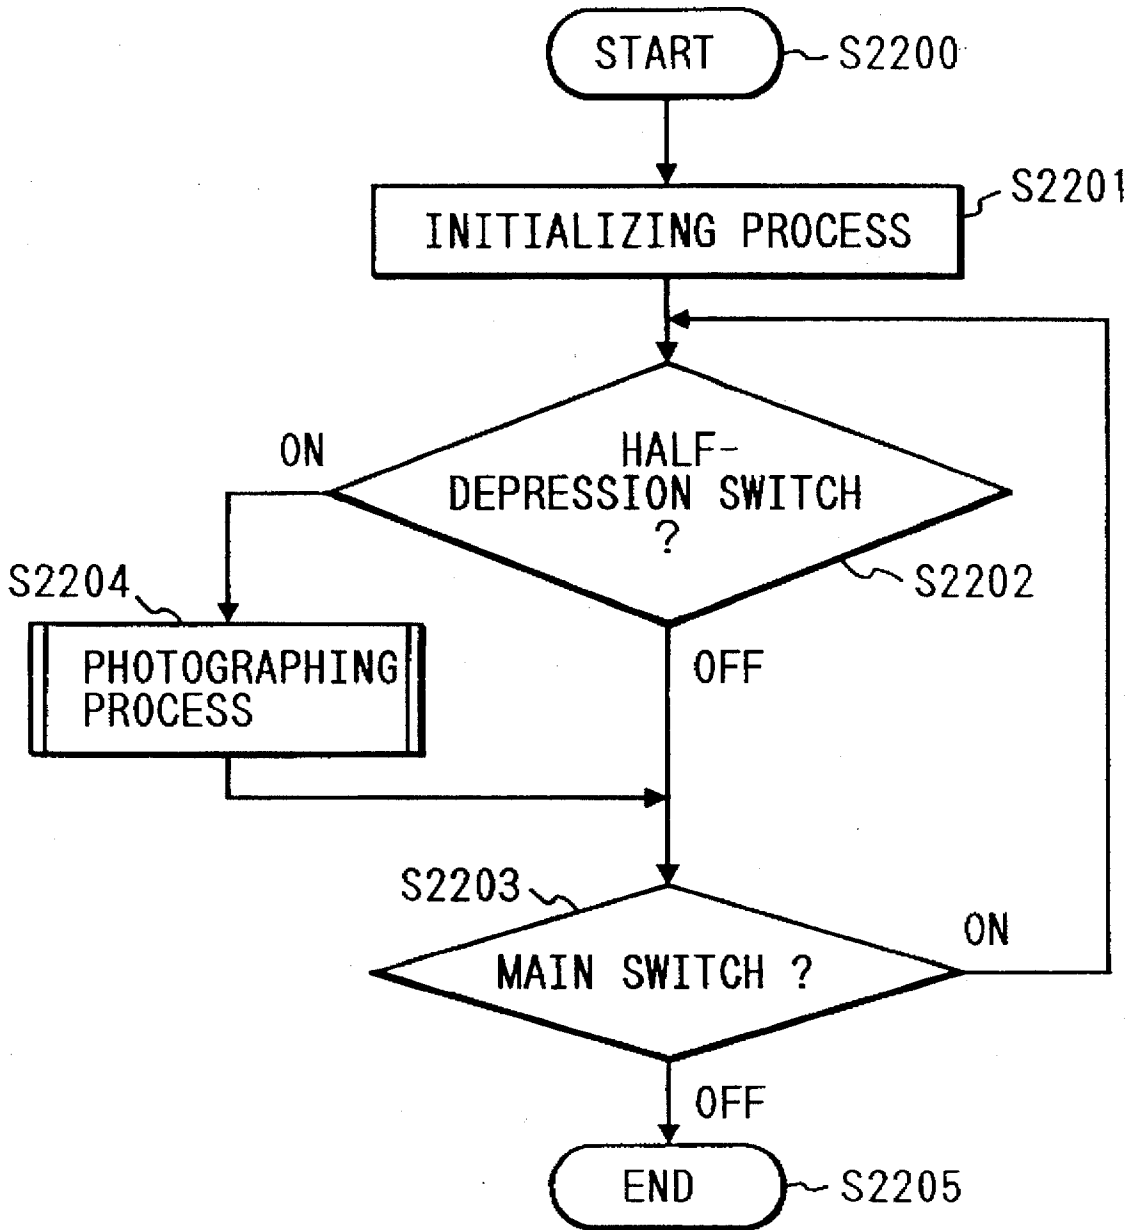 START
S2200
S2201
INITIALIZING PROCESS
ON
HALF-
DEPRESSION SWITCH
?
S2204
S2202
PHOTOGRAPHING
PROCESS
OFF
S2203
ON
MAIN SWITCH ?
OFF
END
S2205